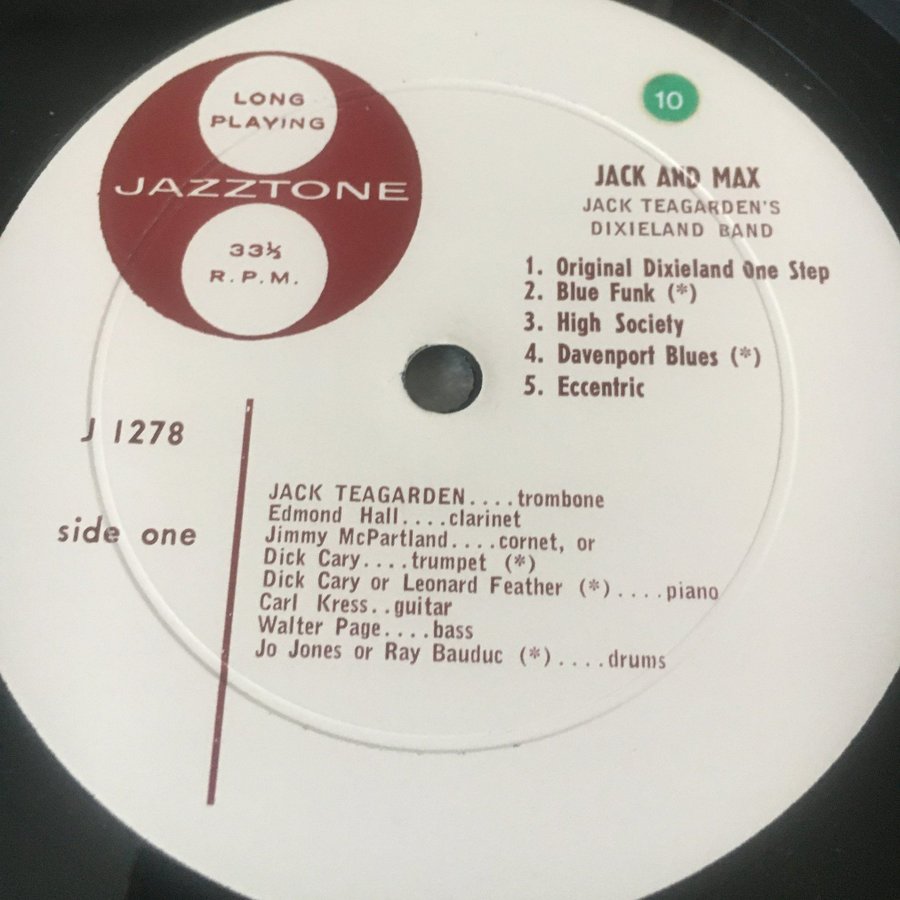 LONG
PLAYING
JAZZTONE
33⅓
R.P.M.
10
JACK AND MAX
JACK TEAGARDEN'S
DIXIELAND BAND
1. Original Dixieland One Step
2. Blue Funk (*)
3. High Society
4. Davenport Blues (*)
5. Eccentric
J 1278
side one
JACK TEAGARDEN....trombone
Edmond Hall....clarinet
Jimmy McPartland....cornet, or
Dick Cary....trumpet (*)
Dick Cary or Leonard Feather (*)....piano
Carl Kress..guitar
Walter Page....bass
Jo Jones or Ray Bauduc (*)....drums